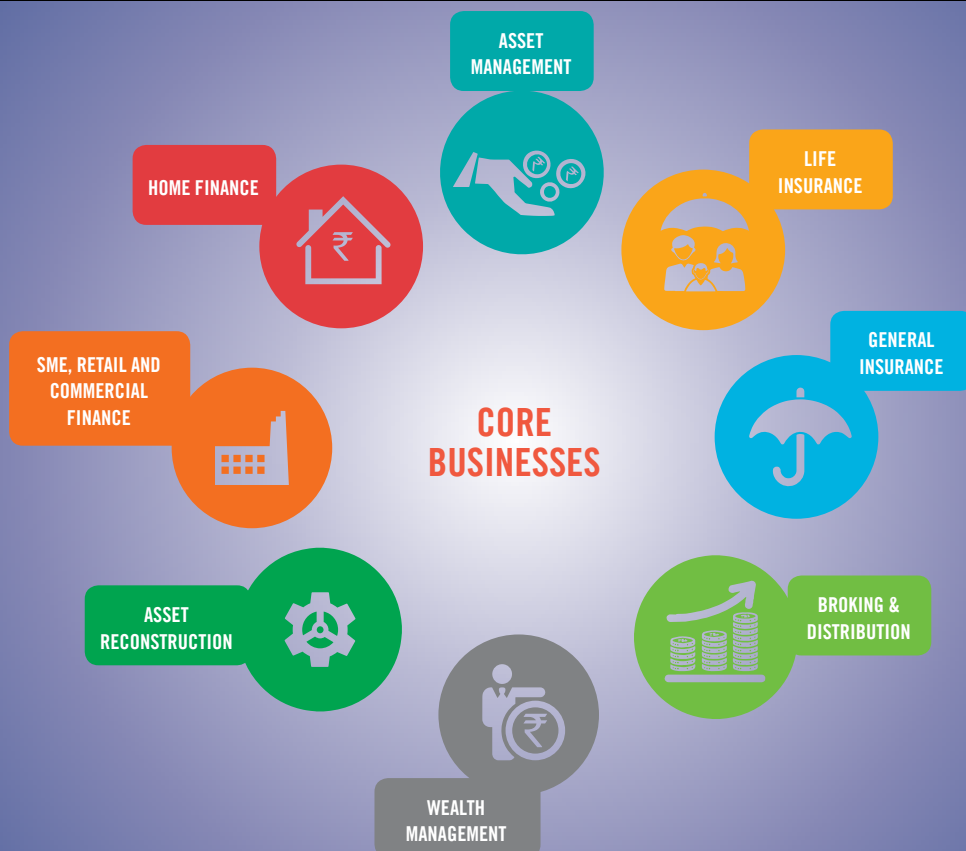 ASSET
MANAGEMENT
LIFE
INSURANCE
HOME FINANCE
₹
GENERAL
INSURANCE
SME, RETAIL AND
COMMERCIAL
FINANCE
CORE
BUSINESSES
BROKING &
DISTRIBUTION
ASSET
RECONSTRUCTION
₹
WEALTH
MANAGEMENT